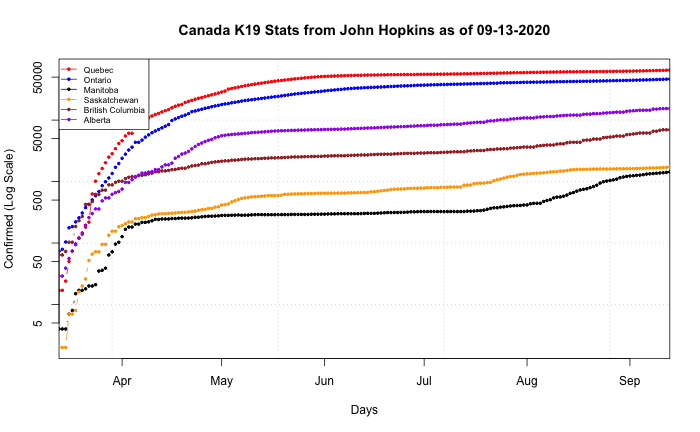 Canada K19 Stats from John Hopkins as of 09-13-2020
Quebec
Ontario
Manitoba
Saskatchewan
British Columbia
Alberta
Confirmed (Log Scale)
50000
5000
500
50
5
Apr May Jun Jul Aug Sep
Days